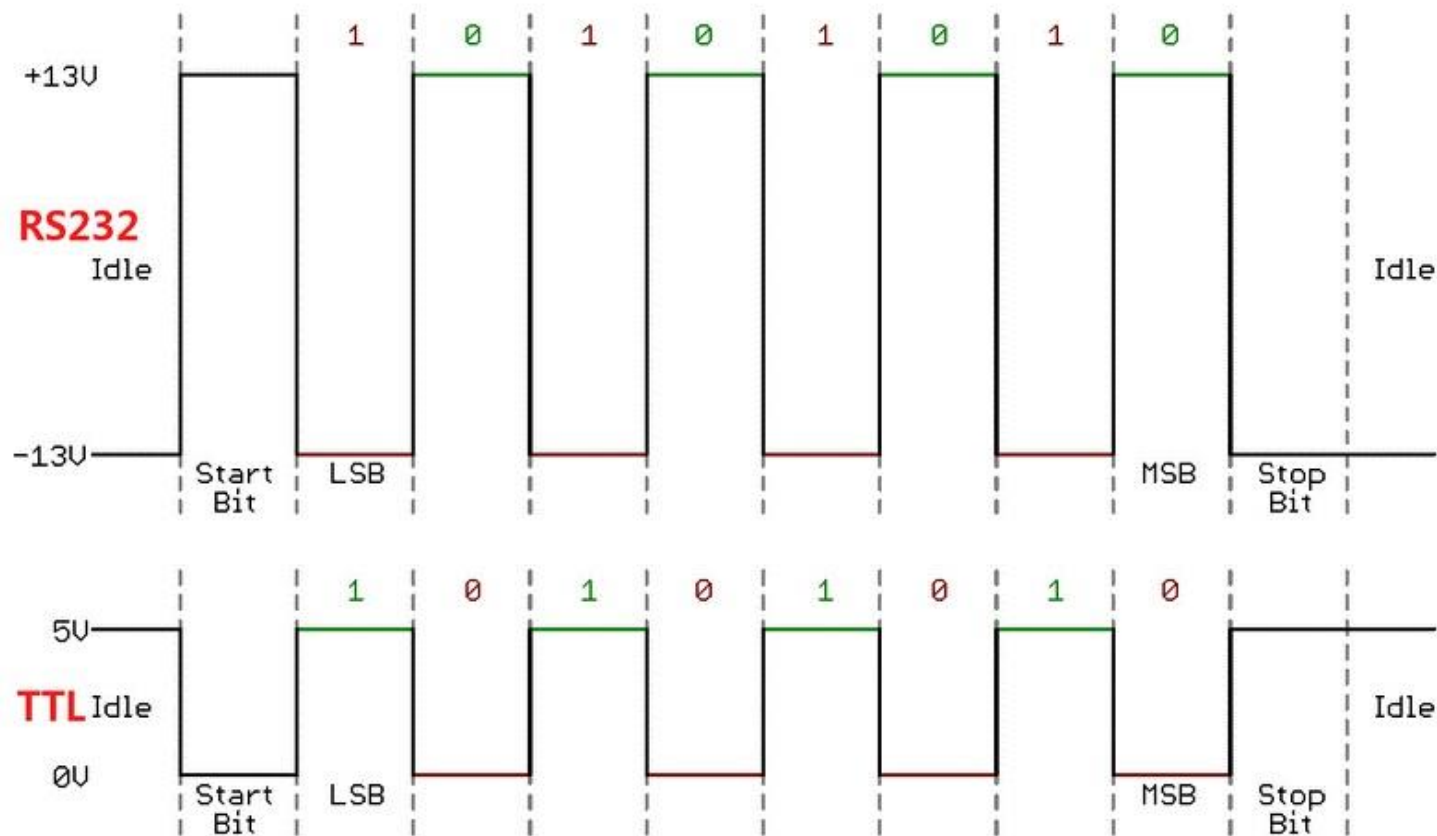 1 0 1 0 1 0 1 0
+13V
RS232
Idle Idle
-13V
Start LSB MSB Stop
Bit Bit
1 0 1 0 1 0 1 0
5V
TTL Idle Idle
0V
Start LSB MSB Stop
Bit Bit